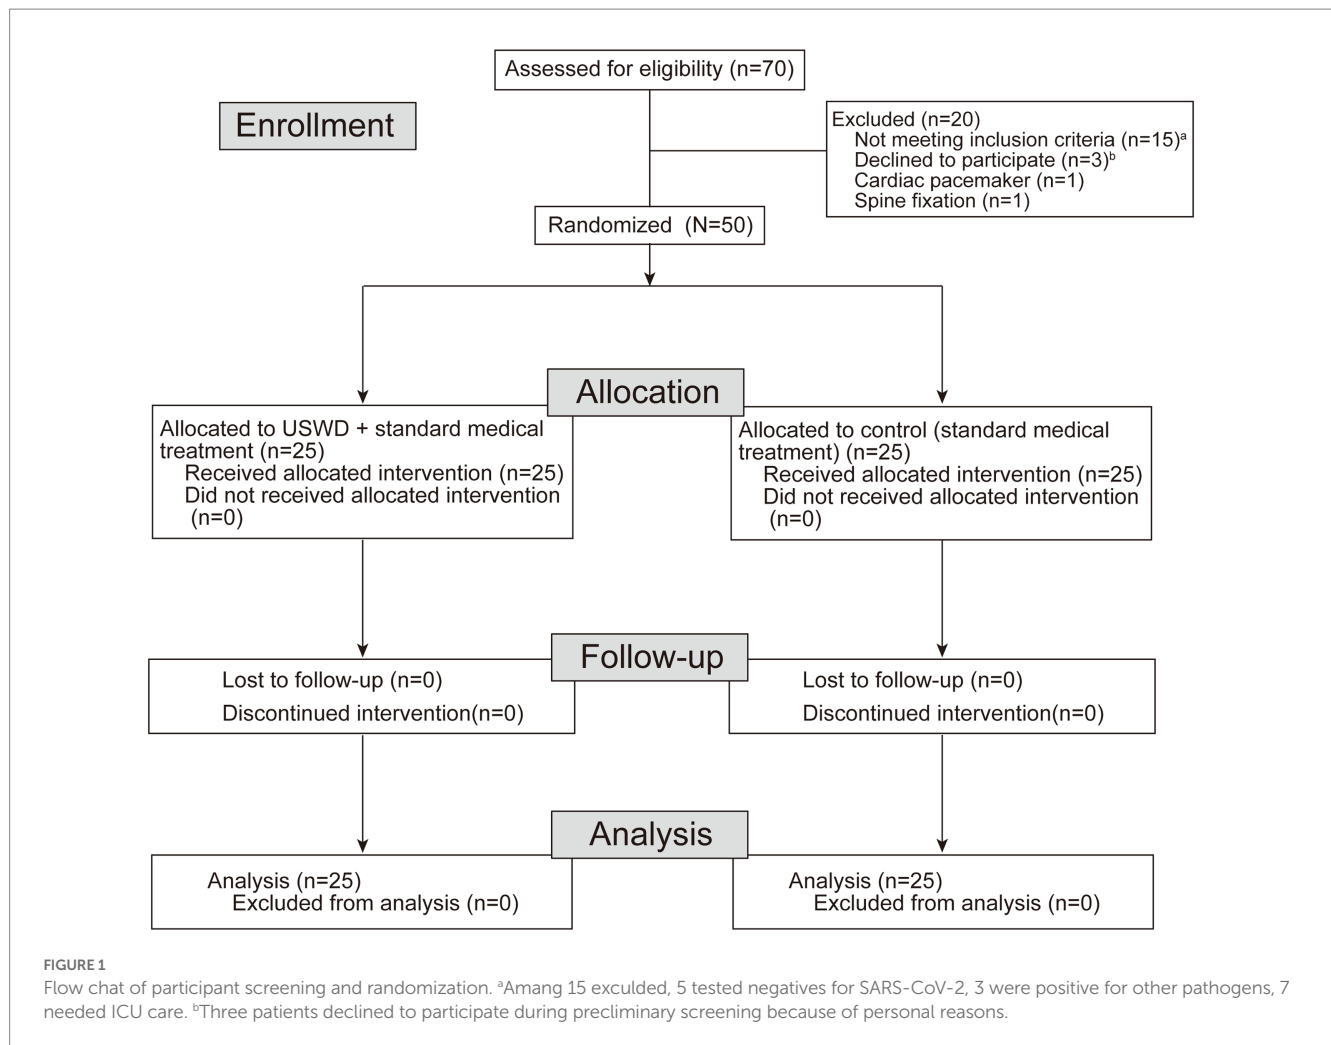 Assessed for eligibility (n=70)
Enrollment
Excluded (n=20)
Not meeting inclusion criteria (n=15)ᵃ
Declined to participate (n=3)ᵇ
Cardiac pacemaker (n=1)
Spine fixation (n=1)
Randomized (N=50)
Allocation
Allocated to USWD + standard medical
treatment (n=25)
Received allocated intervention (n=25)
Did not received allocated intervention
(n=0)
Allocated to control (standard medical
treatment) (n=25)
Received allocated intervention (n=25)
Did not received allocated intervention
(n=0)
Follow-up
Lost to follow-up (n=0)
Discontinued intervention(n=0)
Lost to follow-up (n=0)
Discontinued intervention(n=0)
Analysis
Analysis (n=25)
Excluded from analysis (n=0)
Analysis (n=25)
Excluded from analysis (n=0)
FIGURE 1
Flow chat of participant screening and randomization. ᵃAmang 15 exculded, 5 tested negatives for SARS-CoV-2, 3 were positive for other pathogens, 7
needed ICU care. ᵇThree patients declined to participate during precliminary screening because of personal reasons.